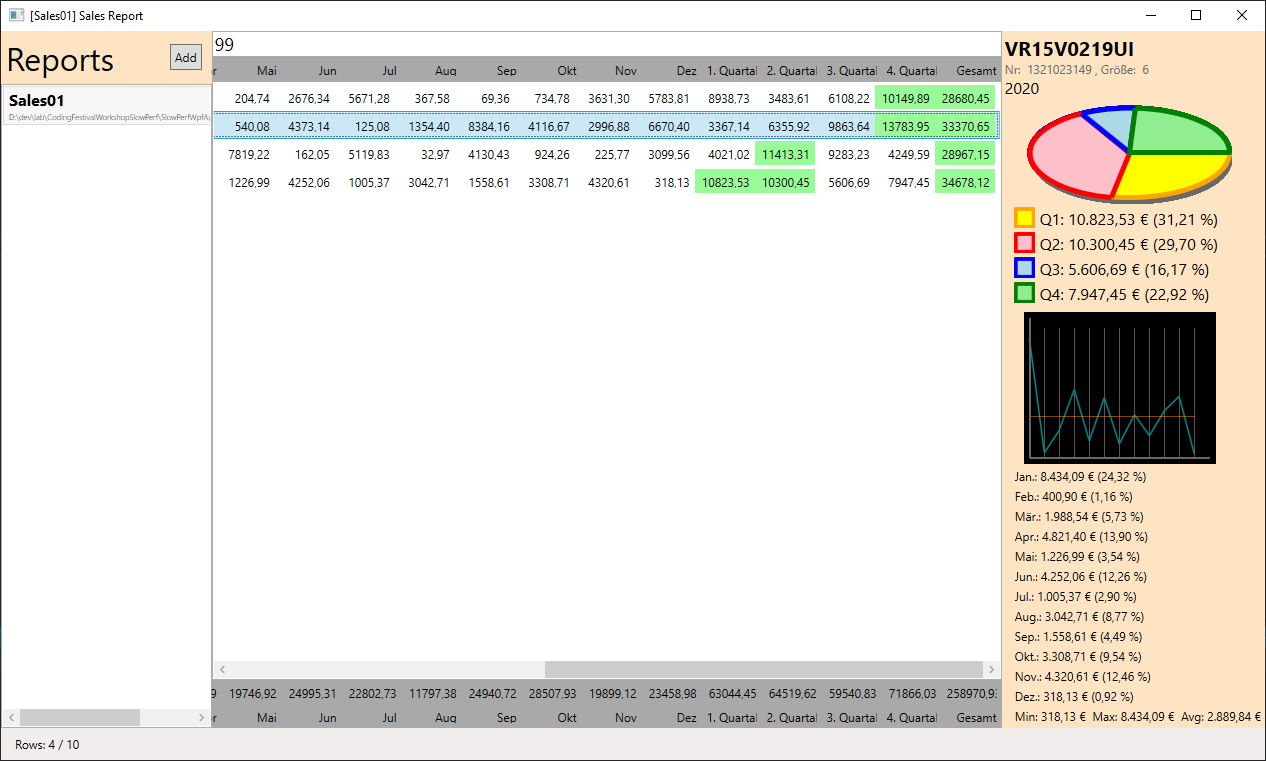 [Sales01] Sales Report
Reports
Add
Sales01
99
r Mai Jun Jul Aug Sep Okt Nov Dez 1. Quartal 2. Quartal 3. Quartal 4. Quartal Gesamt
204,74 2676,34 5671,28 367,58 69,36 734,78 3631,30 5783,81 8938,73 3483,61 6108,22 10149,89 28680,45
540,08 4373,14 125,08 1354,40 8384,16 4116,67 2996,88 6670,40 3367,14 6355,92 9863,64 13783,95 33370,65
7819,22 162,05 5119,83 32,97 4130,43 924,26 225,77 3099,56 4021,02 11413,31 9283,23 4249,59 28967,15
1226,99 4252,06 1005,37 3042,71 1558,61 3308,71 4320,61 318,13 10823,53 10300,45 5606,69 7947,45 34678,12
9 19746,92 24995,31 22802,73 11797,38 24940,72 28507,93 19899,12 23458,98 63044,45 64519,62 59540,83 71866,03 258970,93
r Mai Jun Jul Aug Sep Okt Nov Dez 1. Quartal 2. Quartal 3. Quartal 4. Quartal Gesamt
VR15V0219UI
Nr: 1321023149 , Größe: 6
2020
Q1: 10.823,53 € (31,21 %)
Q2: 10.300,45 € (29,70 %)
Q3: 5.606,69 € (16,17 %)
Q4: 7.947,45 € (22,92 %)
Jan.: 8.434,09 € (24,32 %)
Feb.: 400,90 € (1,16 %)
Mär.: 1.988,54 € (5,73 %)
Apr.: 4.821,40 € (13,90 %)
Mai: 1.226,99 € (3,54 %)
Jun.: 4.252,06 € (12,26 %)
Jul.: 1.005,37 € (2,90 %)
Aug.: 3.042,71 € (8,77 %)
Sep.: 1.558,61 € (4,49 %)
Okt.: 3.308,71 € (9,54 %)
Nov.: 4.320,61 € (12,46 %)
Dez.: 318,13 € (0,92 %)
Min: 318,13 € Max: 8.434,09 € Avg: 2.889,84 €
Rows: 4 / 10